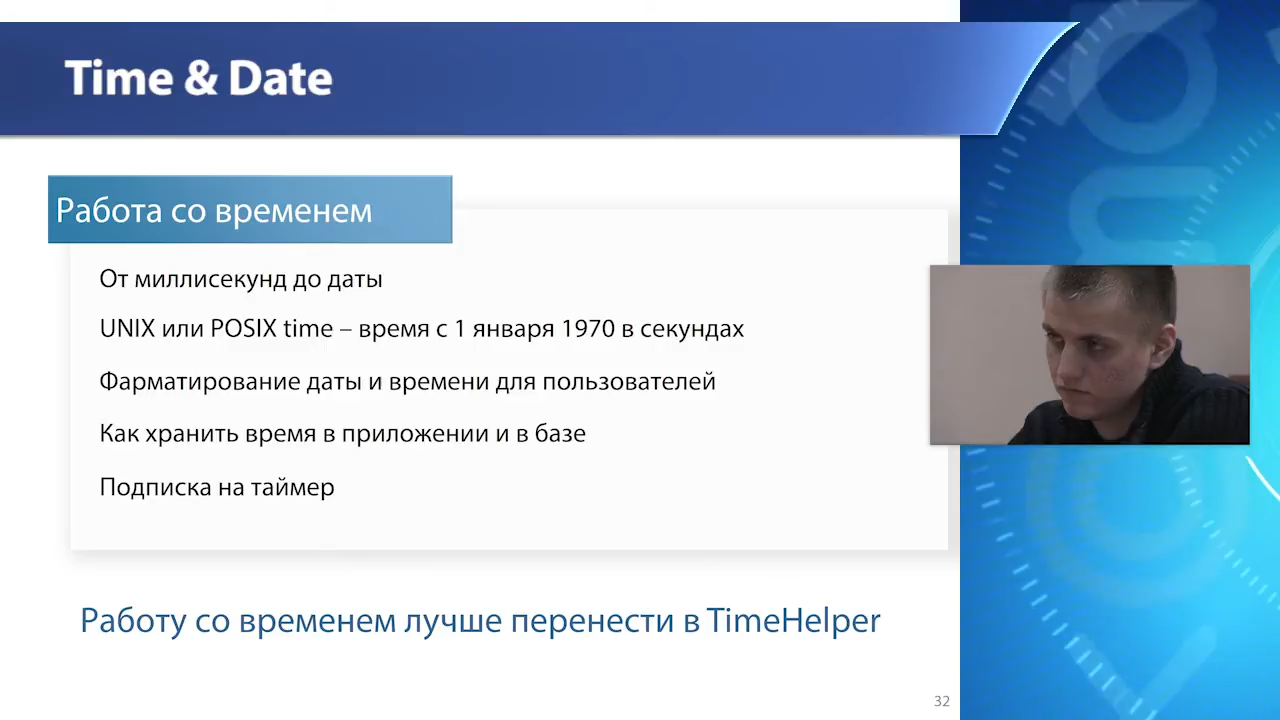 Time & Date
Работа со временем
От миллисекунд до даты
UNIX или POSIX time – время с 1 января 1970 в секундах
Фарматирование даты и времени для пользователей
Как хранить время в приложении и в базе
Подписка на таймер
Работу со временем лучше перенести в TimeHelper
32